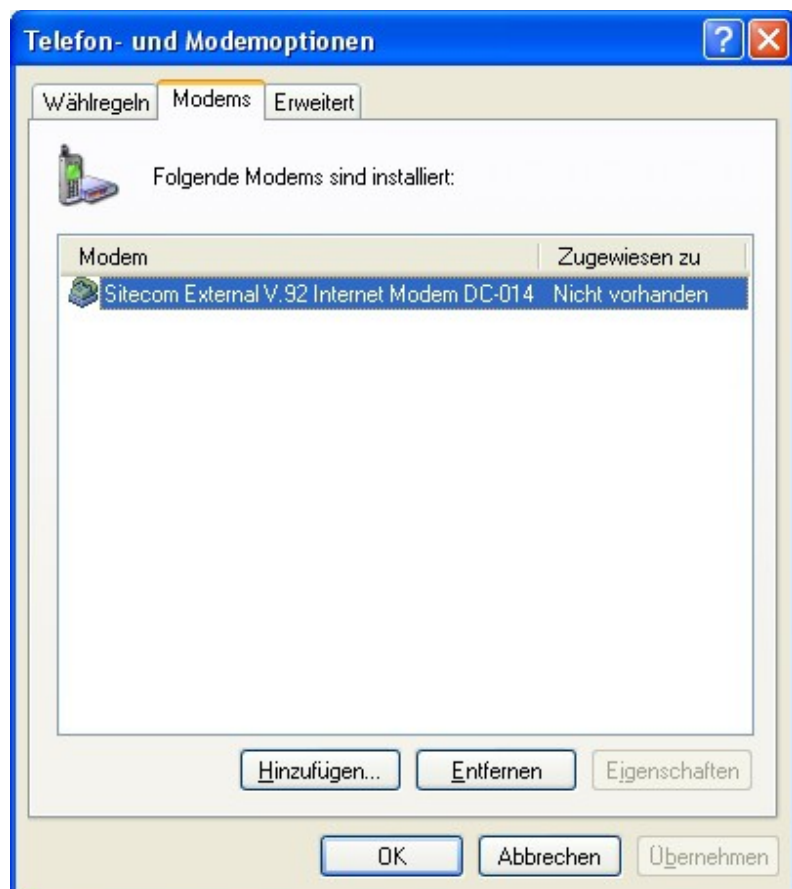 Telefon- und Modemoptionen
Wählregeln Modems Erweitert
Folgende Modems sind installiert:
Modem Zugewiesen zu
Sitecom External V.92 Internet Modem DC-014 Nicht vorhanden
Hinzufügen... Entfernen Eigenschaften
OK Abbrechen Übernehmen